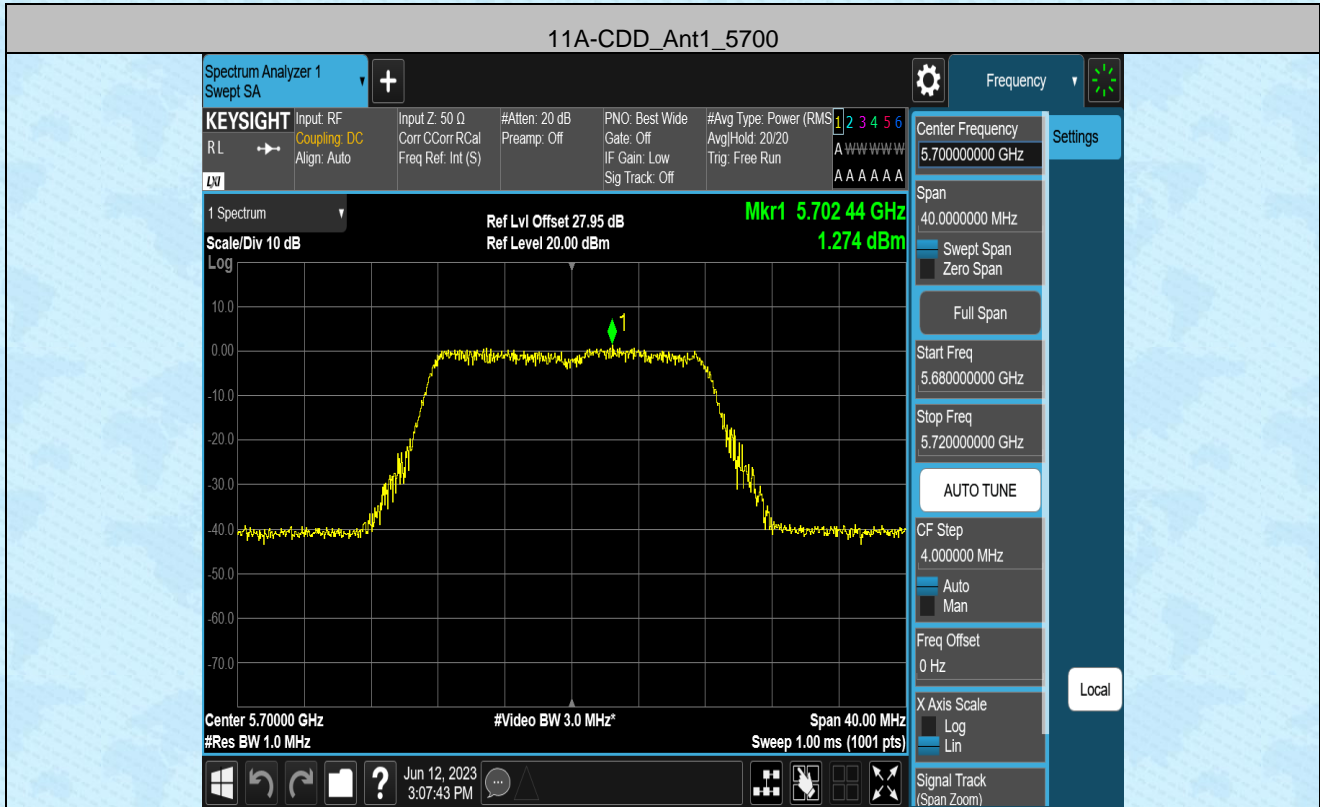 11A-CDD_Ant1_5700
Spectrum Analyzer 1
Swept SA
+
Frequency
KEYSIGHT
R L
LXI
Input: RF
Coupling: DC
Align: Auto
Input Z: 50 Ω
Corr CCorr RCal
Freq Ref: Int (S)
#Atten: 20 dB
Preamp: Off
PNO: Best Wide
Gate: Off
IF Gain: Low
Sig Track: Off
#Avg Type: Power (RMS
Avg|Hold: 20/20
Trig: Free Run
1 2 3 4 5 6
A W W W W W
A A A A A A
1 Spectrum
Scale/Div 10 dB
Log
Ref Lvl Offset 27.95 dB
Ref Level 20.00 dBm
Mkr1 5.702 44 GHz
1.274 dBm
1
10.0
0.00
-10.0
-20.0
-30.0
-40.0
-50.0
-60.0
-70.0
Center 5.70000 GHz
#Res BW 1.0 MHz
#Video BW 3.0 MHz*
Span 40.00 MHz
Sweep 1.00 ms (1001 pts)
Center Frequency
5.700000000 GHz
Settings
Span
40.0000000 MHz
Swept Span
Zero Span
Full Span
Start Freq
5.680000000 GHz
Stop Freq
5.720000000 GHz
AUTO TUNE
CF Step
4.000000 MHz
Auto
Man
Freq Offset
0 Hz
X Axis Scale
Log
Lin
Local
Signal Track
(Span Zoom)
?
Jun 12, 2023
3:07:43 PM